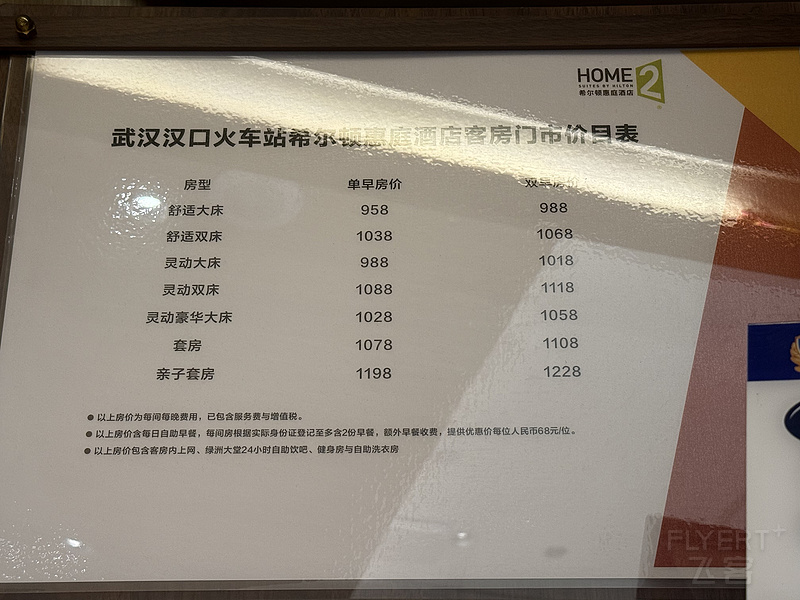 HOME2
SUITES BY HILTON
希尔顿惠庭酒店
武汉汉口火车站希尔顿惠庭酒店客房门市价目表
房型 单早房价 双早房价
舒适大床 958 988
舒适双床 1038 1068
灵动大床 988 1018
灵动双床 1088 1118
灵动豪华大床 1028 1058
套房 1078 1108
亲子套房 1198 1228
●以上房价为每间每晚费用，已包含服务费与增值税。
●以上房价含每日自助早餐，每间房根据实际身份证登记至多含2份早餐，额外早餐收费，提供优惠价每位人民币68元/位。
●以上房价包含客房内上网、绿洲大堂24小时自助饮吧、健身房与自助洗衣房
FLYERT+
飞客